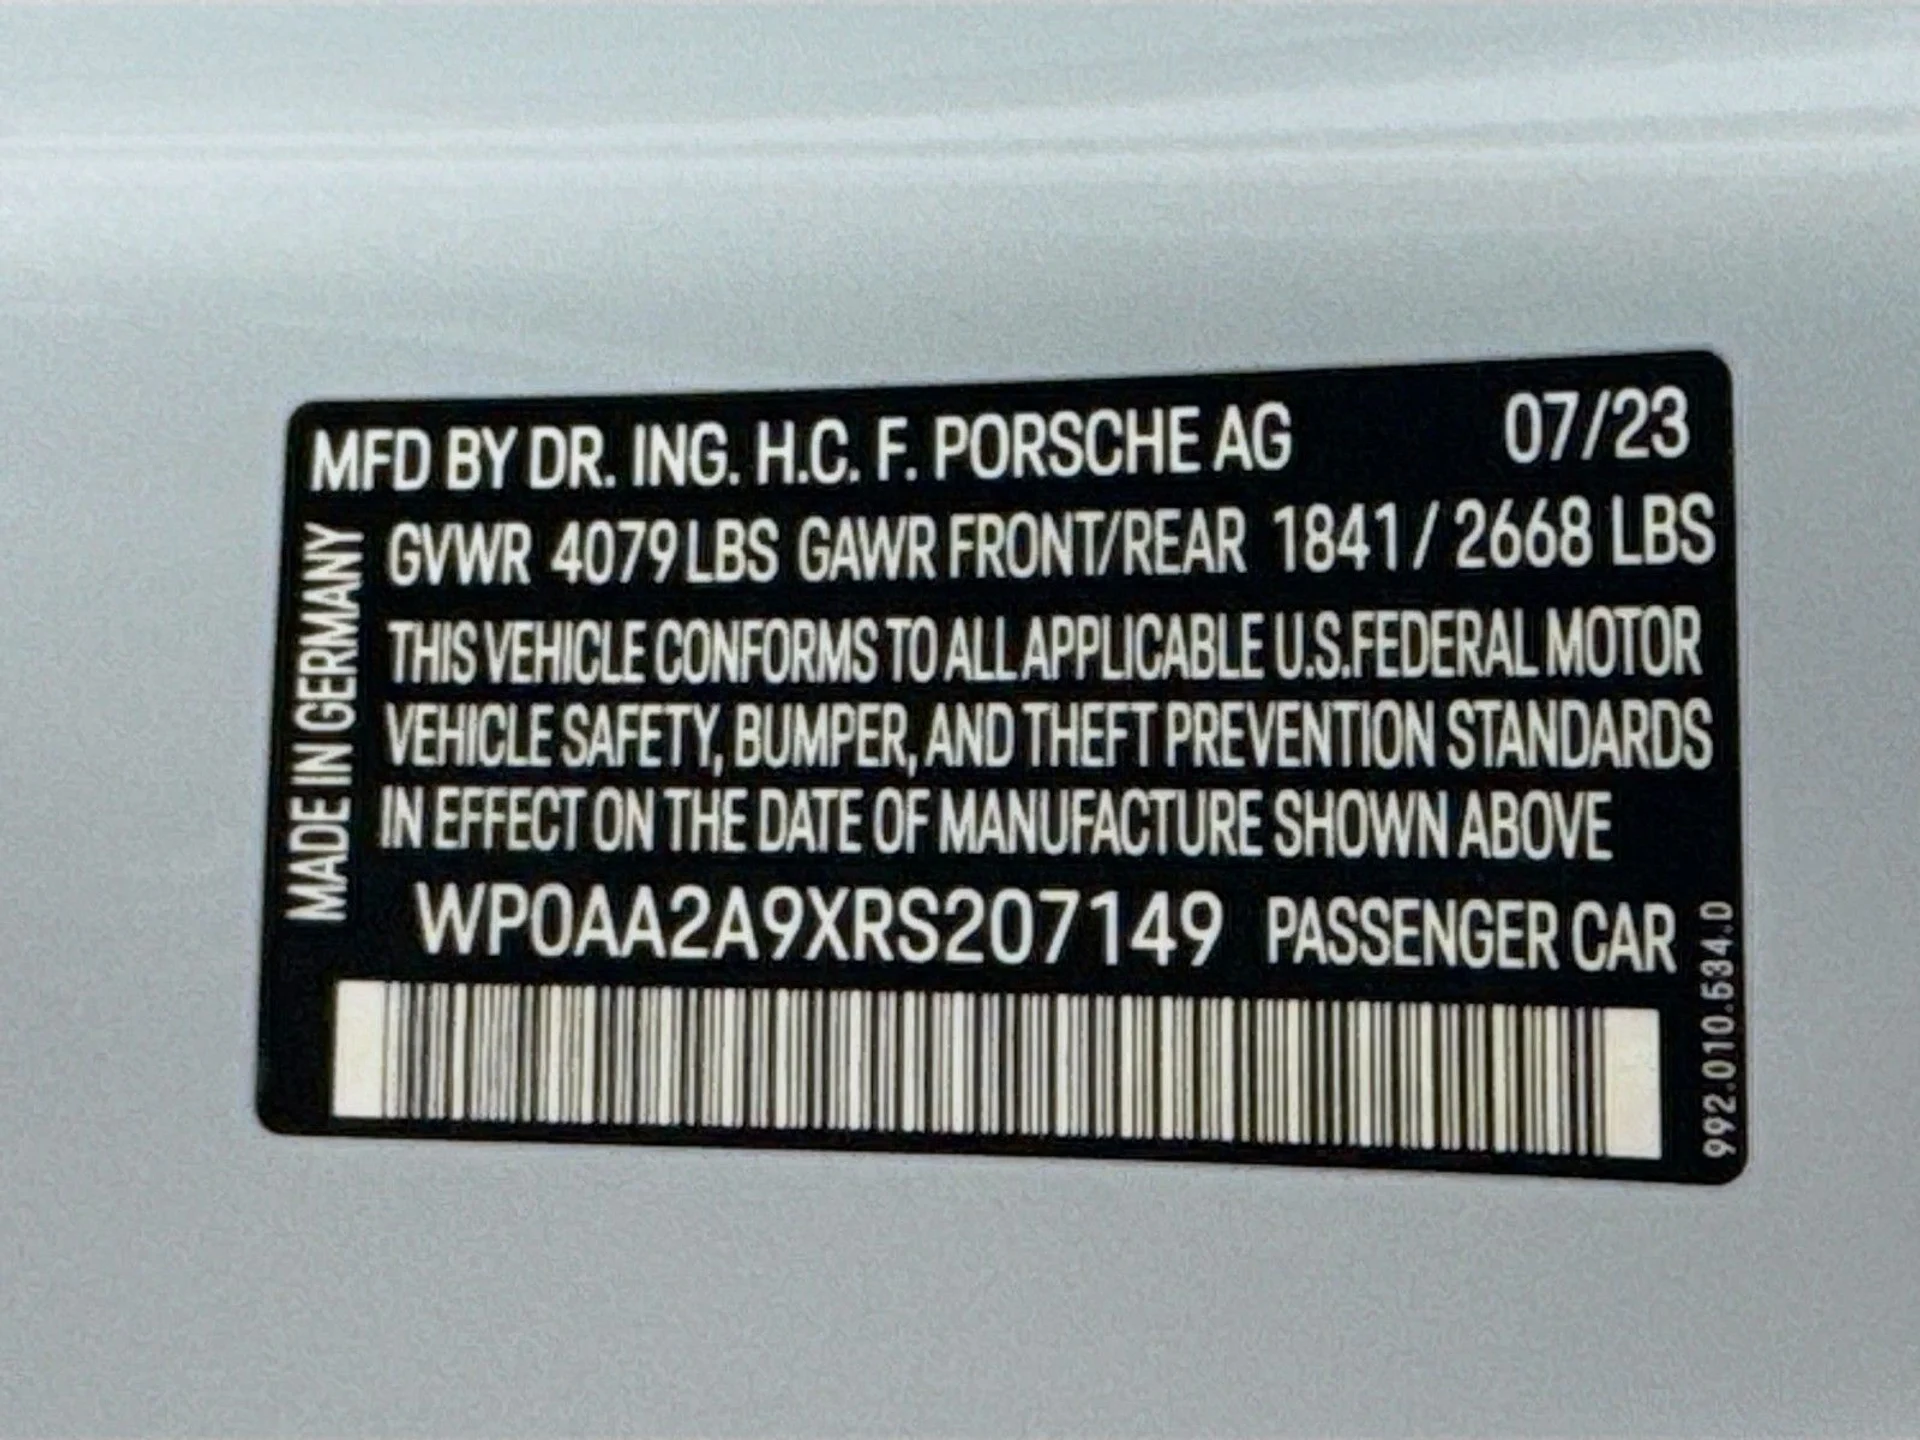 MFD BY DR. ING. H.C. F. PORSCHE AG 07/23
GVWR 4079 LBS GAWR FRONT/REAR 1841 / 2668 LBS
THIS VEHICLE CONFORMS TO ALL APPLICABLE U.S.FEDERAL MOTOR
VEHICLE SAFETY, BUMPER, AND THEFT PREVENTION STANDARDS
IN EFFECT ON THE DATE OF MANUFACTURE SHOWN ABOVE
WP0AA2A9XRS207149 PASSENGER CAR
MADE IN GERMANY
992.010.534.D